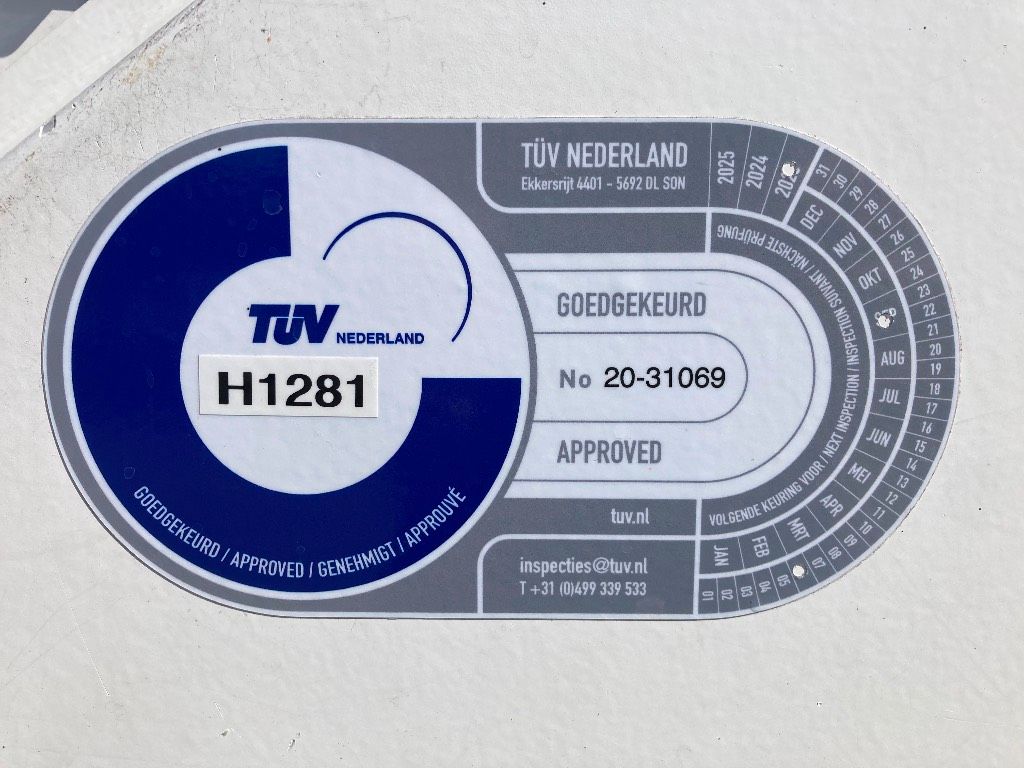 TÜV NEDERLAND
Ekkersrijt 4401 - 5692 DL SON
2025
2024
TÜV
NEDERLAND
H1281
GOEDGEKEURD / APPROVED / GENEHMIGT / APPROUVÉ
GOEDGEKEURD
No 20-31069
APPROVED
tuv.nl
inspecties@tuv.nl
T +31 (0)499 339 533
VOLGENDE KEURING VOOR / NEXT INSPECTION / INSPECTION SUIVANT / NÄCHSTE PRÜFUNG
JAN
FEB
MRT
APR
MEI
JUN
JUL
AUG
OKT
NOV
DEC
01
02
03
04
05
07
08
09
10
11
12
13
14
15
16
17
18
19
20
21
22
23
24
25
26
27
28
29
30
31